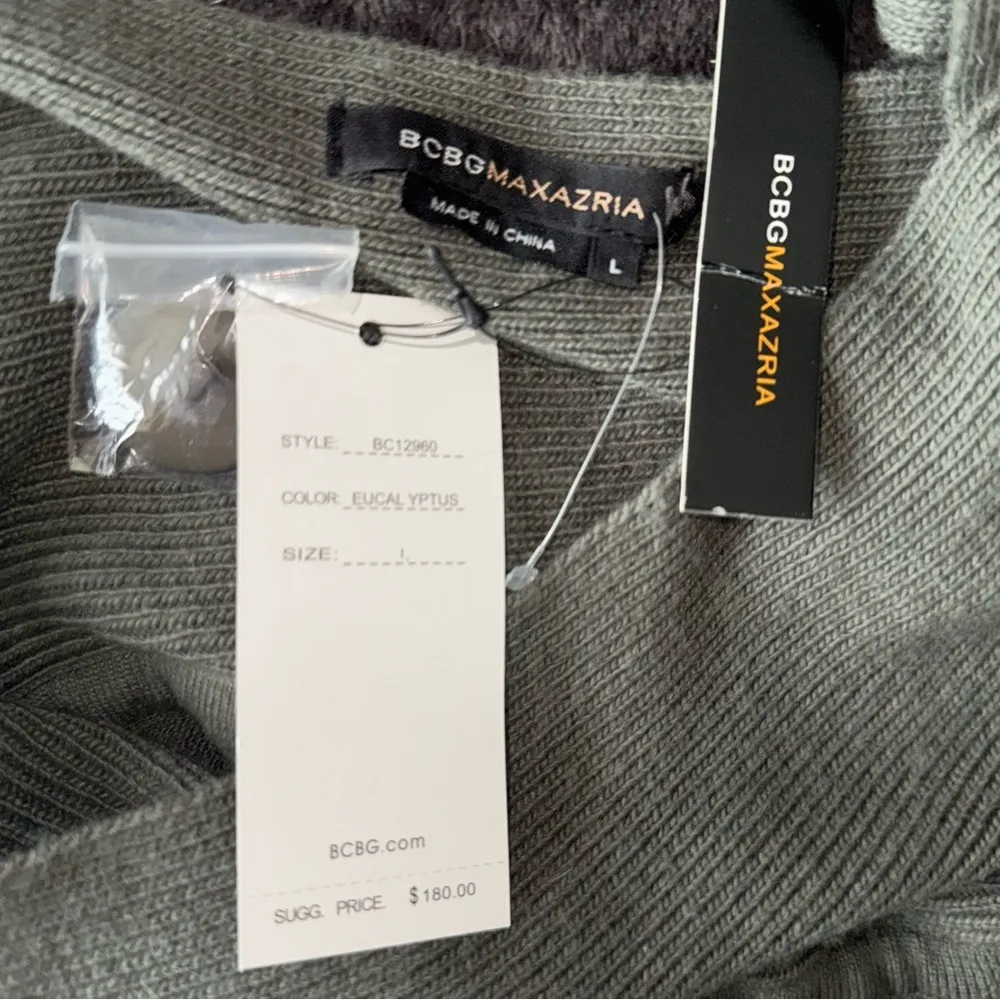 BCBGMAXAZRIA
MADE IN CHINA
L
BCBGMAXAZRIA
STYLE: BC12960
COLOR: EUCALYPTUS
SIZE: L
BCBG.com
SUGG. PRICE. $180.00